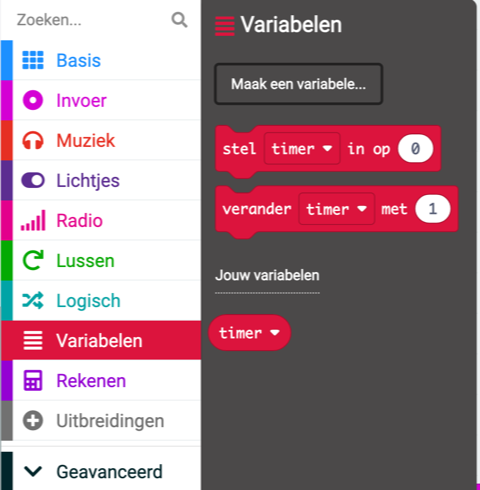 Zoeken...
Basis
Invoer
Muziek
Lichtjes
Radio
Lussen
Logisch
Variabelen
Rekenen
Uitbreidingen
Geavanceerd
Variabelen
Maak een variabele...
stel timer in op 0
verander timer met 1
Jouw variabelen
timer